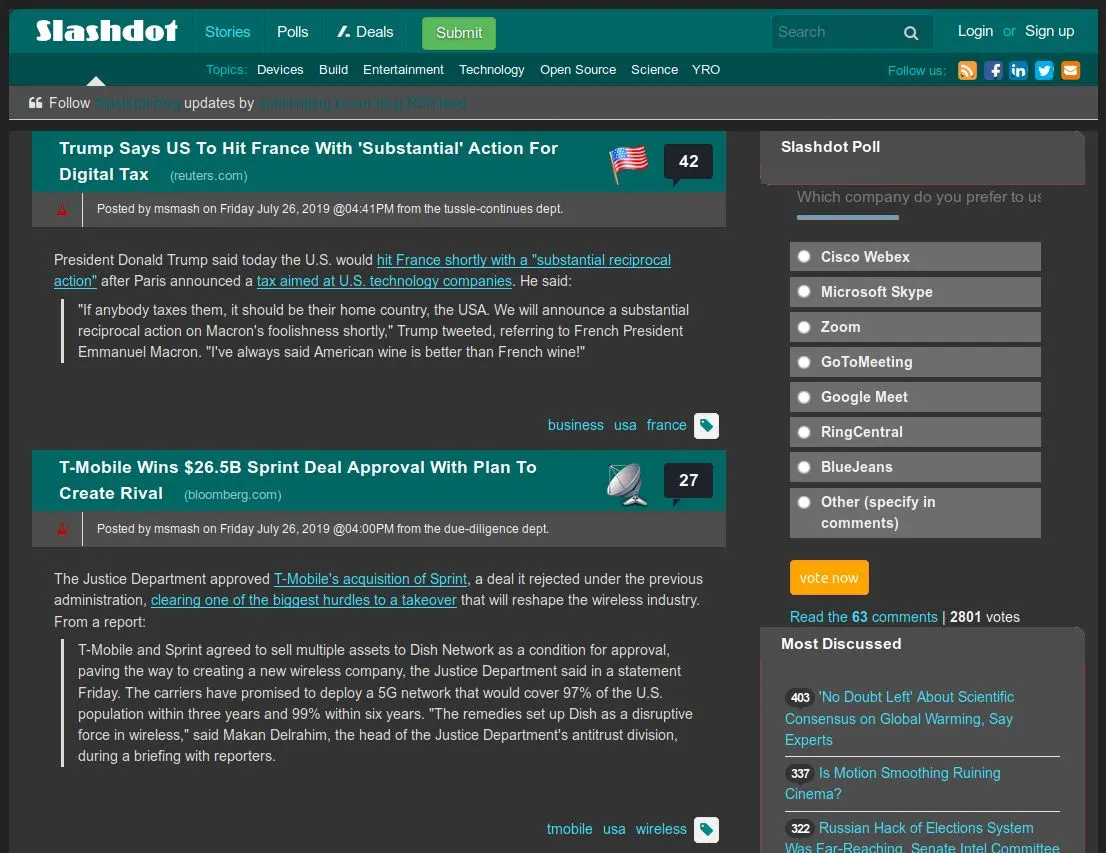 Slashdot
Stories Polls Deals Submit
Search
Login or Sign up
Topics: Devices Build Entertainment Technology Open Source Science YRO
Follow us:
Follow Slashdot blog updates by subscribing to our blog RSS feed
Trump Says US To Hit France With 'Substantial' Action For
Digital Tax (reuters.com)
42
Posted by msmash on Friday July 26, 2019 @04:41PM from the tussle-continues dept.
President Donald Trump said today the U.S. would hit France shortly with a "substantial reciprocal
action" after Paris announced a tax aimed at U.S. technology companies. He said:
"If anybody taxes them, it should be their home country, the USA. We will announce a substantial
reciprocal action on Macron's foolishness shortly," Trump tweeted, referring to French President
Emmanuel Macron. "I've always said American wine is better than French wine!"
business usa france
T-Mobile Wins $26.5B Sprint Deal Approval With Plan To
Create Rival (bloomberg.com)
27
Posted by msmash on Friday July 26, 2019 @04:00PM from the due-diligence dept.
The Justice Department approved T-Mobile's acquisition of Sprint, a deal it rejected under the previous
administration, clearing one of the biggest hurdles to a takeover that will reshape the wireless industry.
From a report:
T-Mobile and Sprint agreed to sell multiple assets to Dish Network as a condition for approval,
paving the way to creating a new wireless company, the Justice Department said in a statement
Friday. The carriers have promised to deploy a 5G network that would cover 97% of the U.S.
population within three years and 99% within six years. "The remedies set up Dish as a disruptive
force in wireless," said Makan Delrahim, the head of the Justice Department's antitrust division,
during a briefing with reporters.
tmobile usa wireless
Slashdot Poll
Which company do you prefer to us
Cisco Webex
Microsoft Skype
Zoom
GoToMeeting
Google Meet
RingCentral
BlueJeans
Other (specify in
comments)
vote now
Read the 63 comments | 2801 votes
Most Discussed
403 'No Doubt Left' About Scientific
Consensus on Global Warming, Say
Experts
337 Is Motion Smoothing Ruining
Cinema?
322 Russian Hack of Elections System
Was Far-Reaching, Senate Intel Committee